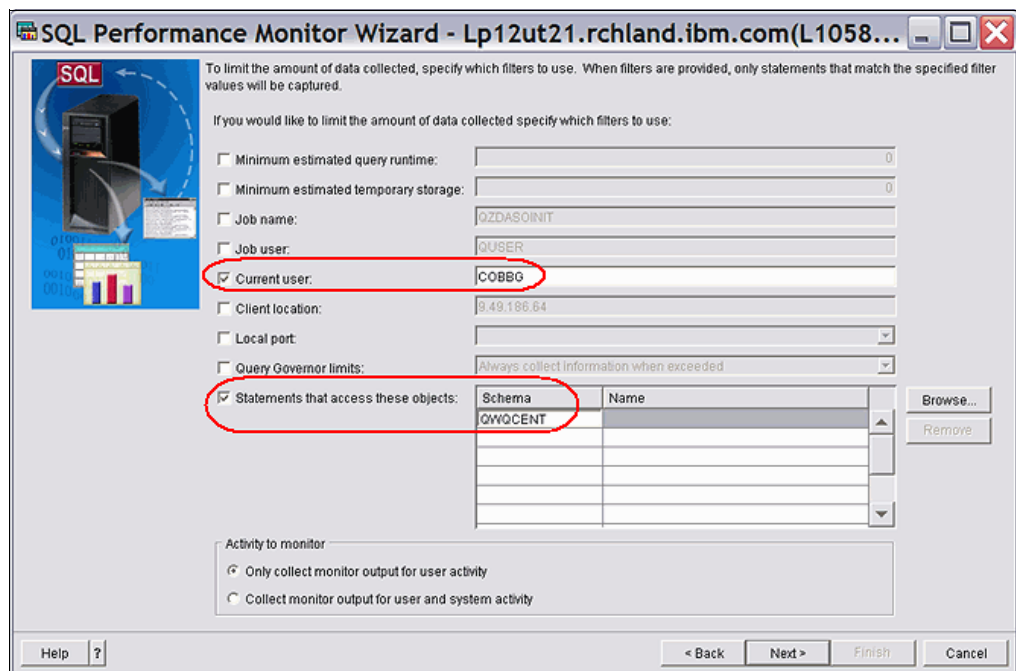 SQL Performance Monitor Wizard - Lp12ut21.rchland.ibm.com(L1058...
SQL
To limit the amount of data collected, specify which filters to use. When filters are provided, only statements that match the specified filter
values will be captured.
If you would like to limit the amount of data collected specify which filters to use:
Minimum estimated query runtime: 0
Minimum estimated temporary storage: 0
Job name: QZDASOINIT
Job user: QUSER
Current user: COBBG
Client location: 9.49.186.64
Local port:
Query Governor limits: Always collect information when exceeded
Statements that access these objects: Schema Name Browse...
QWQCENT
Remove
Activity to monitor
Only collect monitor output for user activity
Collect monitor output for user and system activity
Help ? < Back Next > Finish Cancel